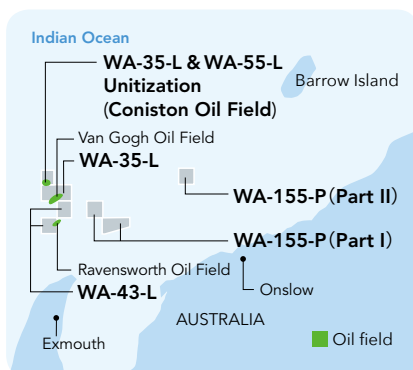 Indian Ocean
WA-35-L & WA-55-L
Unitization
(Coniston Oil Field)
Barrow Island
Van Gogh Oil Field
WA-35-L
WA-155-P(Part II)
WA-155-P(Part I)
Ravensworth Oil Field
WA-43-L
Onslow
AUSTRALIA
Exmouth
Oil field